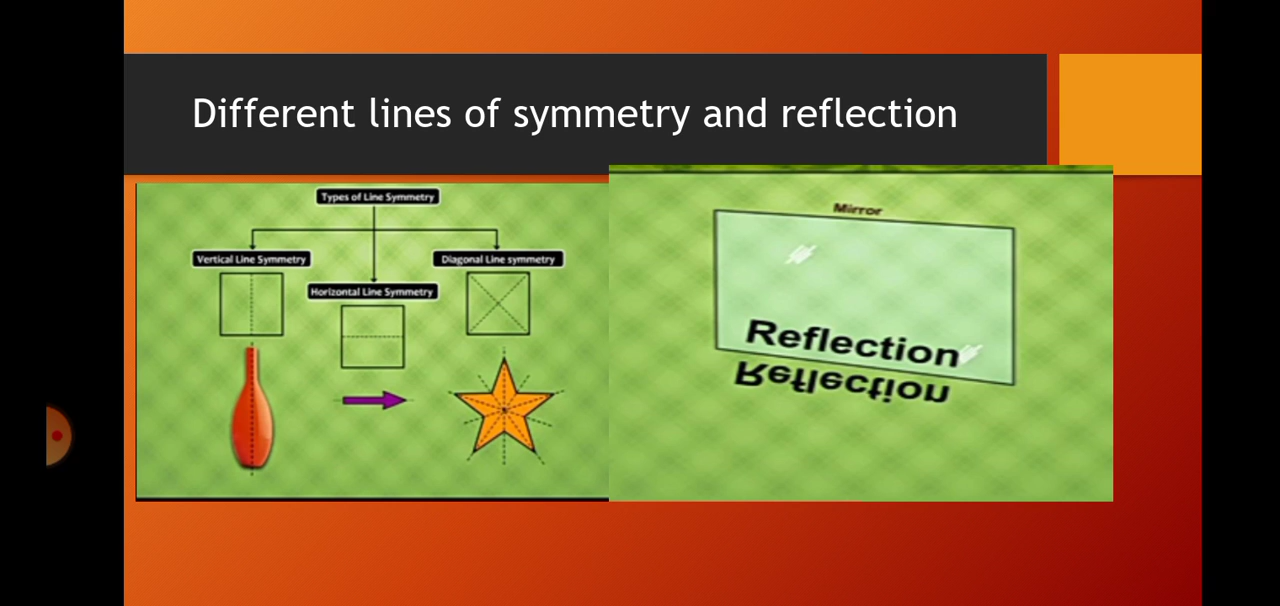 Different lines of symmetry and reflection
Types of Line Symmetry
Vertical Line Symmetry
Diagonal Line symmetry
Horizontal Line Symmetry
Mirror
Reflection
Reflection